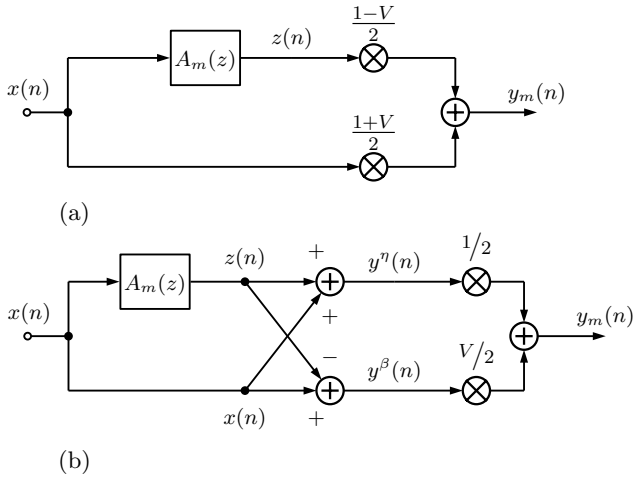 1−V
2
z(n)
A_m(z)
x(n)
y_m(n)
1+V
2
(a)
z(n)
+
y^η(n)
1/2
A_m(z)
x(n)
+
y_m(n)
−
y^β(n)
V/2
x(n)
+
(b)